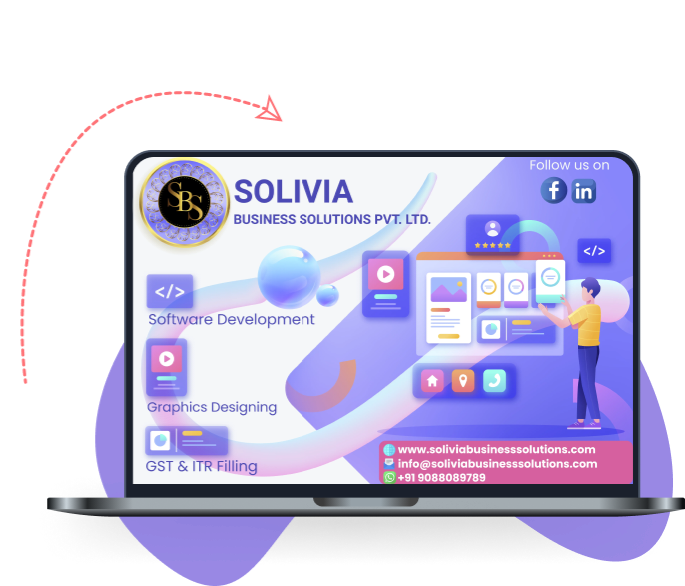 SBS
SOLIVIA
BUSINESS SOLUTIONS PVT. LTD.
Follow us on
f in
</>
</>
Software Development
Graphics Designing
GST & ITR Filling
www.soliviabusinesssolutions.com
info@soliviabusinesssolutions.com
+91 9088089789